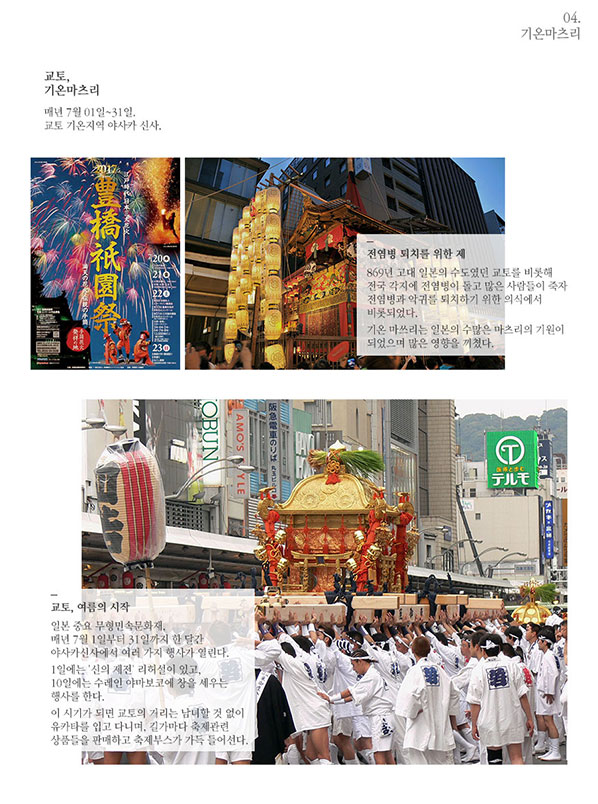 04.
기온마츠리
교토,
기온마츠리
매년 7월 01일~31일.
교토 기온지역 야사카 신사.
2017
豊橋祇園祭
20
21
22
23
전염병 퇴치를 위한 제
869년 고대 일본의 수도였던 교토를 비롯해
전국 각지에 전염병이 돌고 많은 사람들이 죽자
전염병과 악귀를 퇴치하기 위한 의식에서
비롯되었다.
기온 마쓰리는 일본의 수많은 마츠리의 기원이
되었으며 많은 영향을 끼쳤다.
OBUN
AMO'S STYLE
阪急電車のりば
テルモ
교토, 여름의 시작
일본 중요 무형민속문화재,
매년 7월 1일부터 31일까지 한 달간
야사카신사에서 여러 가지 행사가 열린다.
1일에는 '신의 제전' 리허설이 있고,
10일에는 수레인 야마보코에 창을 세우는
행사를 한다.
이 시기가 되면 교토의 거리는 남녀할 것 없이
유카타를 입고 다니며, 길가마다 축제관련
상품들을 판매하고 축제부스가 가득 들어선다.